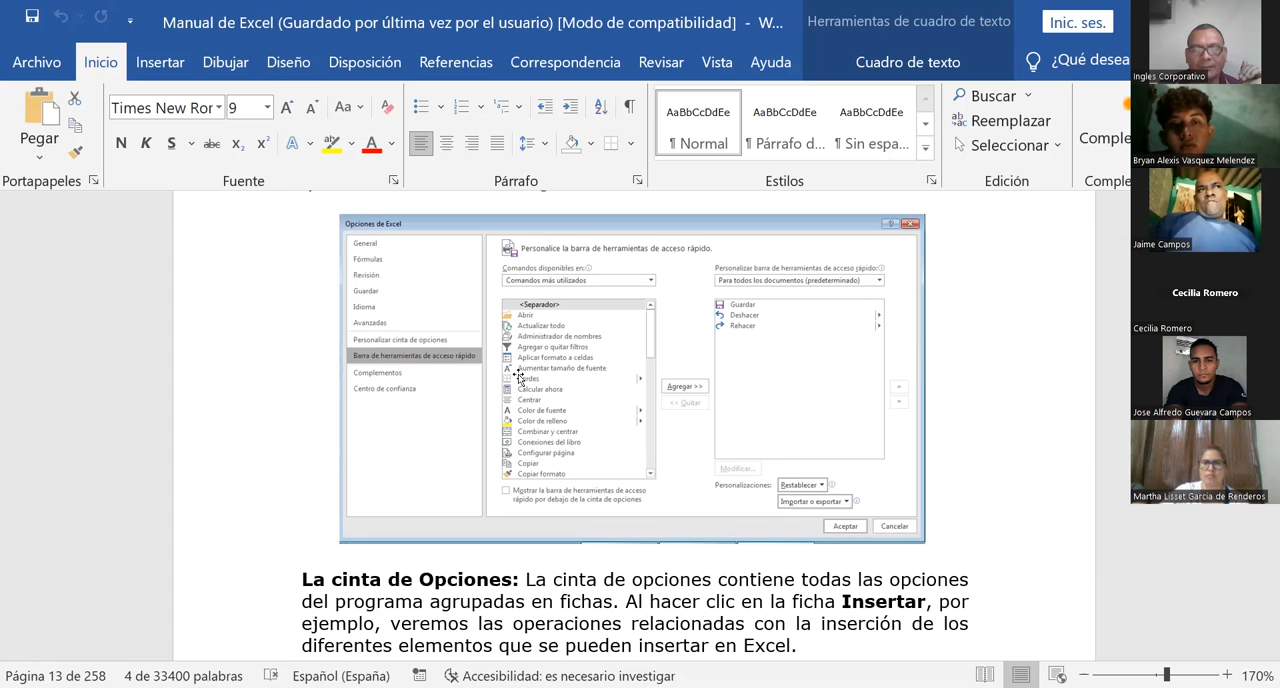 Manual de Excel (Guardado por última vez por el usuario) [Modo de compatibilidad] - W...
Herramientas de cuadro de texto
Inic. ses.
Archivo Inicio Insertar Dibujar Diseño Disposición Referencias Correspondencia Revisar Vista Ayuda Cuadro de texto ¿Qué desea
Times New Ror 9 Aa
Pegar
N K S abc x₂ x² A A
AaBbCcDdEe AaBbCcDdEe AaBbCcDdEe
¶ Normal ¶ Párrafo d... ¶ Sin espa...
Buscar
Reemplazar
Seleccionar
Comple
Portapapeles Fuente Párrafo Estilos Edición Comple
Ingles Corporativo
Bryan Alexis Vasquez Melendez
Jaime Campos
Cecilia Romero
Cecilia Romero
Jose Alfredo Guevara Campos
Martha Lisset Garcia de Renderos
Opciones de Excel
General
Fórmulas
Revisión
Guardar
Idioma
Avanzadas
Personalizar cinta de opciones
Barra de herramientas de acceso rápido
Complementos
Centro de confianza
Personalice la barra de herramientas de acceso rápido.
Comandos disponibles en:
Comandos más utilizados
<Separador>
Abrir
Actualizar todo
Administrador de nombres
Agregar o quitar filtros
Aplicar formato a celdas
Aumentar tamaño de fuente
Calcular ahora
Centrar
Color de fuente
Color de relleno
Combinar y centrar
Conexiones del libro
Configurar página
Copiar
Copiar formato
Mostrar la barra de herramientas de acceso
rápido por debajo de la cinta de opciones
Agregar >>
<< Quitar
Personalizar barra de herramientas de acceso rápido:
Para todos los documentos (predeterminado)
Guardar
Deshacer
Rehacer
Modificar...
Personalizaciones: Restablecer
Importar o exportar
Aceptar Cancelar
La cinta de Opciones: La cinta de opciones contiene todas las opciones
del programa agrupadas en fichas. Al hacer clic en la ficha Insertar, por
ejemplo, veremos las operaciones relacionadas con la inserción de los
diferentes elementos que se pueden insertar en Excel.
Página 13 de 258 4 de 33400 palabras Español (España) Accesibilidad: es necesario investigar 170%